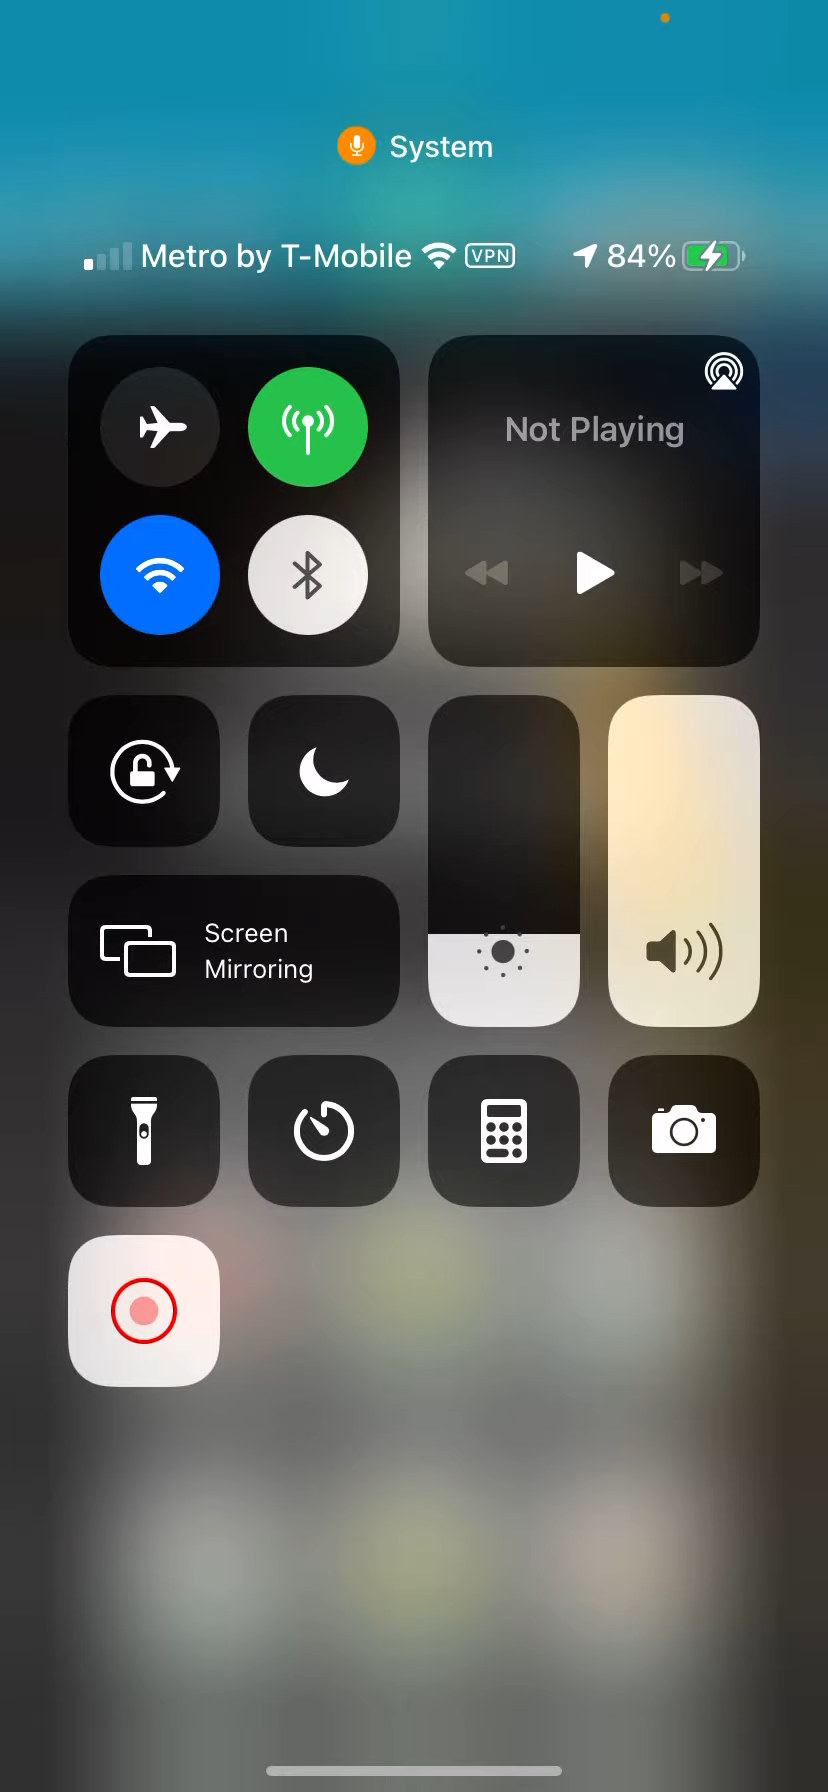 System
Metro by T-Mobile VPN 84%
Not Playing
Screen
Mirroring